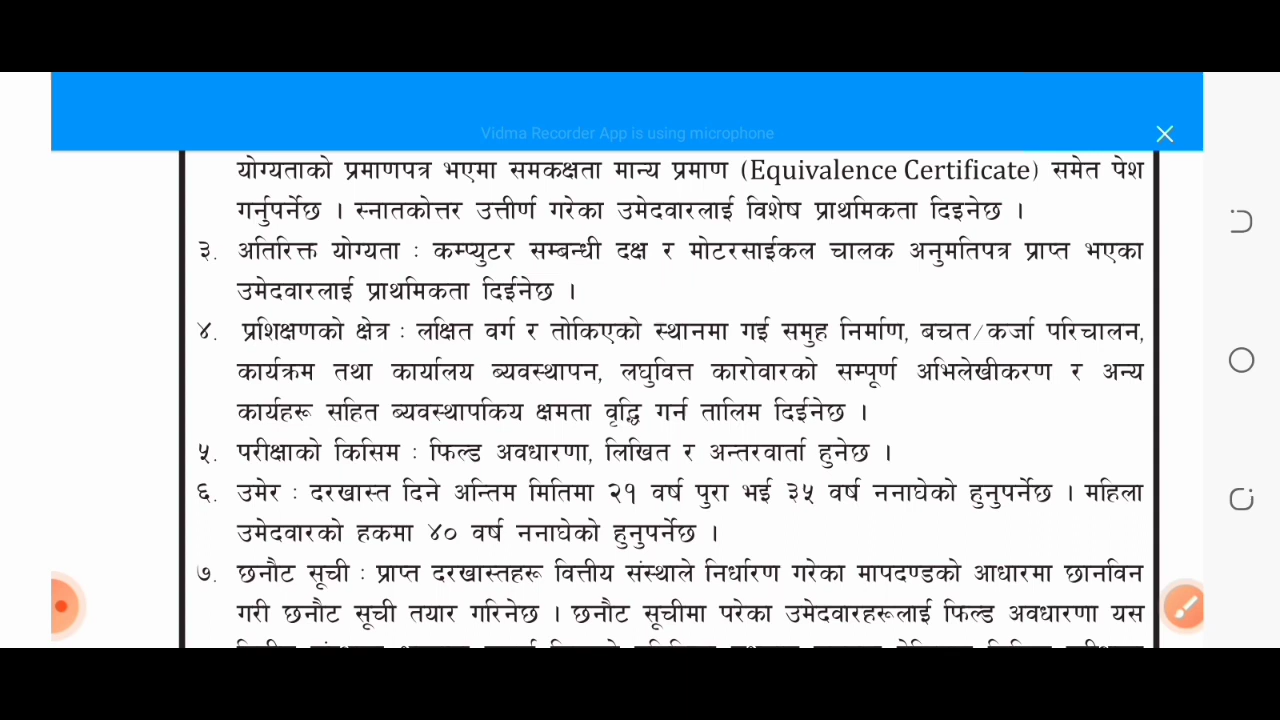 Vidma Recorder App is using microphone
योग्यताको प्रमाणपत्र भएमा समकक्षता मान्य प्रमाण (Equivalence Certificate) समेत पेश
गर्नुपर्नेछ । स्नातकोत्तर उत्तीर्ण गरेका उमेदवारलाई विशेष प्राथमिकता दिइनेछ ।
३. अतिरिक्त योग्यता : कम्प्युटर सम्बन्धी दक्ष र मोटरसाईकल चालक अनुमतिपत्र प्राप्त भएका
उमेदवारलाई प्राथमिकता दिईनेछ ।
४. प्रशिक्षणको क्षेत्र : लक्षित वर्ग र तोकिएको स्थानमा गई समुह निर्माण, बचत/कर्जा परिचालन,
कार्यक्रम तथा कार्यालय ब्यवस्थापन, लघुवित्त कारोवारको सम्पूर्ण अभिलेखीकरण र अन्य
कार्यहरू सहित ब्यवस्थापकिय क्षमता वृद्धि गर्न तालिम दिईनेछ ।
५. परीक्षाको किसिम : फिल्ड अवधारणा, लिखित र अन्तरवार्ता हुनेछ ।
६. उमेर : दरखास्त दिने अन्तिम मितिमा २१ वर्ष पुरा भई ३५ वर्ष ननाघेको हुनुपर्नेछ । महिला
उमेदवारको हकमा ४० वर्ष ननाघेको हुनुपर्नेछ ।
७. छनौट सूची : प्राप्त दरखास्तहरू वित्तीय संस्थाले निर्धारण गरेका मापदण्डको आधारमा छानविन
गरी छनौट सूची तयार गरिनेछ । छनौट सूचीमा परेका उमेदवारहरूलाई फिल्ड अवधारणा यस